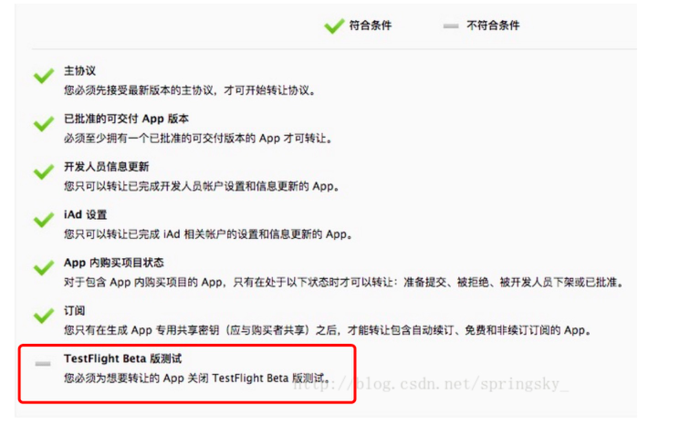 符合条件 不符合条件
主协议
您必须先接受最新版本的主协议，才可开始转让协议。
已批准的可交付 App 版本
必须至少拥有一个已批准的可交付版本的 App 才可转让。
开发人员信息更新
您只可以转让已完成开发人员帐户设置和信息更新的 App。
iAd 设置
您只可以转让已完成 iAd 相关帐户的设置和信息更新的 App。
App 内购买项目状态
对于包含 App 内购买项目的 App，只有在处于以下状态时才可以转让：准备提交、被拒绝、被开发人员下架或已批准。
订阅
您只有在生成 App 专用共享密钥（应与购买者共享）之后，才能转让包含自动续订、免费和非续订订阅的 App。
TestFlight Beta 版测试
您必须为想要转让的 App 关闭 TestFlight Beta 版测试。
http://blog.csdn.net/springsky_